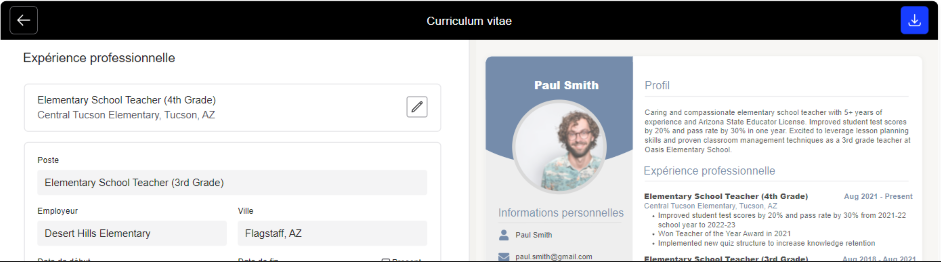 Curriculum vitae
Expérience professionnelle
Elementary School Teacher (4th Grade)
Central Tucson Elementary, Tucson, AZ
Poste
Elementary School Teacher (3rd Grade)
Employeur
Ville
Desert Hills Elementary
Flagstaff, AZ
Date de début
Date de fin
Present
Paul Smith
Informations personnelles
Paul Smith
paul.smith@gmail.com
Profil
Caring and compassionate elementary school teacher with 5+ years of
experience and Arizona State Educator License. Improved student test scores
by 20% and pass rate by 30% in one year. Excited to leverage lesson planning
skills and proven classroom management techniques as a 3rd grade teacher at
Oasis Elementary School.
Expérience professionnelle
Elementary School Teacher (4th Grade) Aug 2021 - Present
Central Tucson Elementary, Tucson, AZ
• Improved student test scores by 20% and pass rate by 30% from 2021-22
school year to 2022-23
• Won Teacher of the Year Award in 2021
• Implemented new quiz structure to increase knowledge retention
Elementary School Teacher (3rd Grade) Aug 2018 - Aug 2021